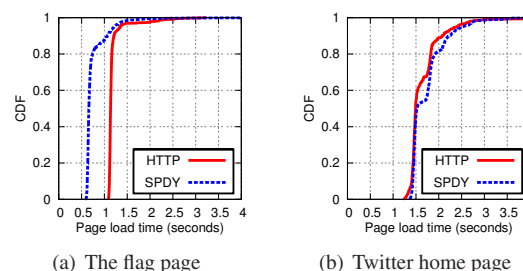 1
0.8
0.6
0.4
0.2
0
CDF
HTTP
SPDY
0 0.5 1 1.5 2 2.5 3 3.5 4
Page load time (seconds)
(a) The flag page
1
0.8
0.6
0.4
0.2
0
CDF
HTTP
SPDY
0 0.5 1 1.5 2 2.5 3 3.5
Page load time (seconds)
(b) Twitter home page